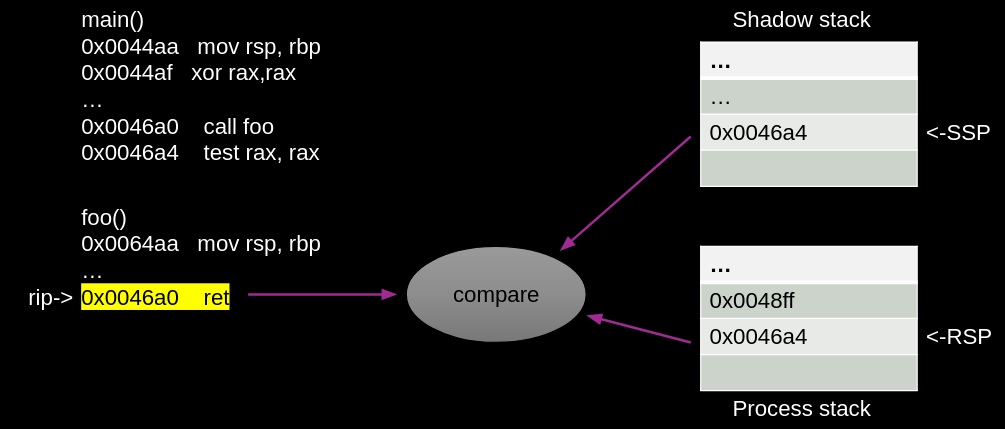 main()
0x0044aa   mov rsp, rbp
0x0044af   xor rax,rax
…
0x0046a0    call foo
0x0046a4    test rax, rax
foo()
0x0064aa   mov rsp, rbp
…
rip-> 0x0046a0    ret
compare
Shadow stack
…
…
0x0046a4 <-SSP
…
0x0048ff
0x0046a4 <-RSP
Process stack